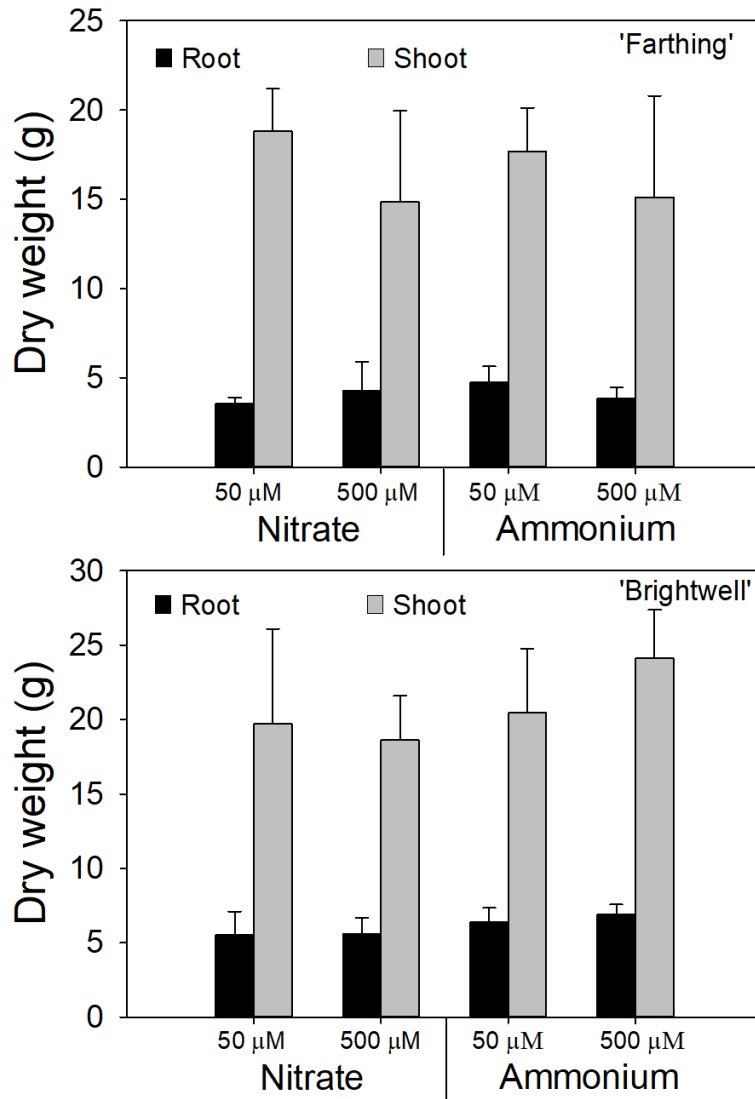 25
'Farthing'
Root Shoot
20
15
10
5
0
Dry weight (g)
50 μM 500 μM 50 μM 500 μM
Nitrate Ammonium
30
'Brightwell'
Root Shoot
25
20
15
10
5
0
Dry weight (g)
50 μM 500 μM 50 μM 500 μM
Nitrate Ammonium